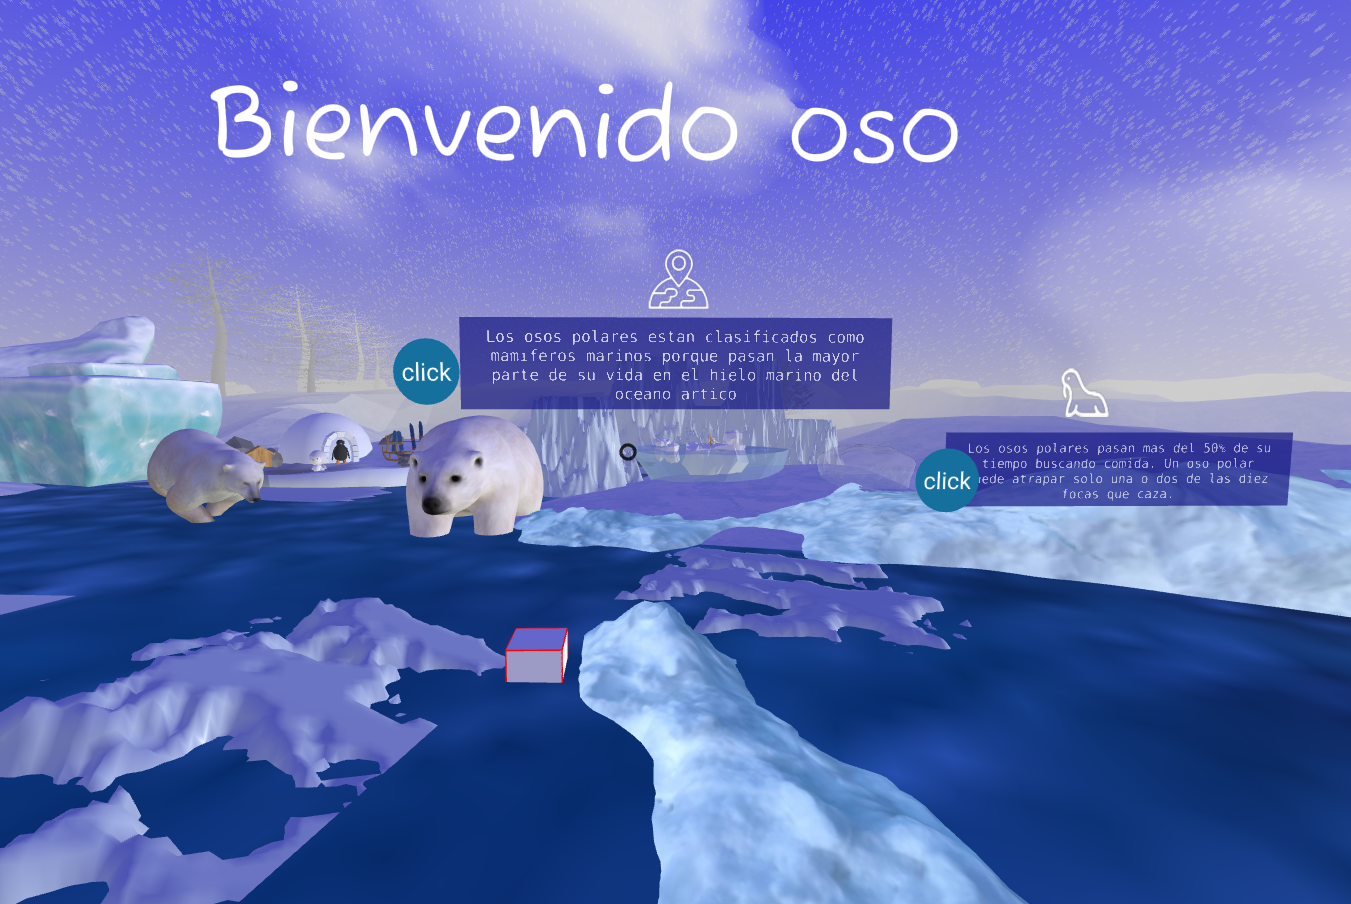 Bienvenido oso
click
Los osos polares estan clasificados como
mamiferos marinos porque pasan la mayor
parte de su vida en el hielo marino del
oceano artico
click
Los osos polares pasan mas del 50% de su
tiempo buscando comida. Un oso polar
atrapar solo una o dos de las diez
focas que caza.